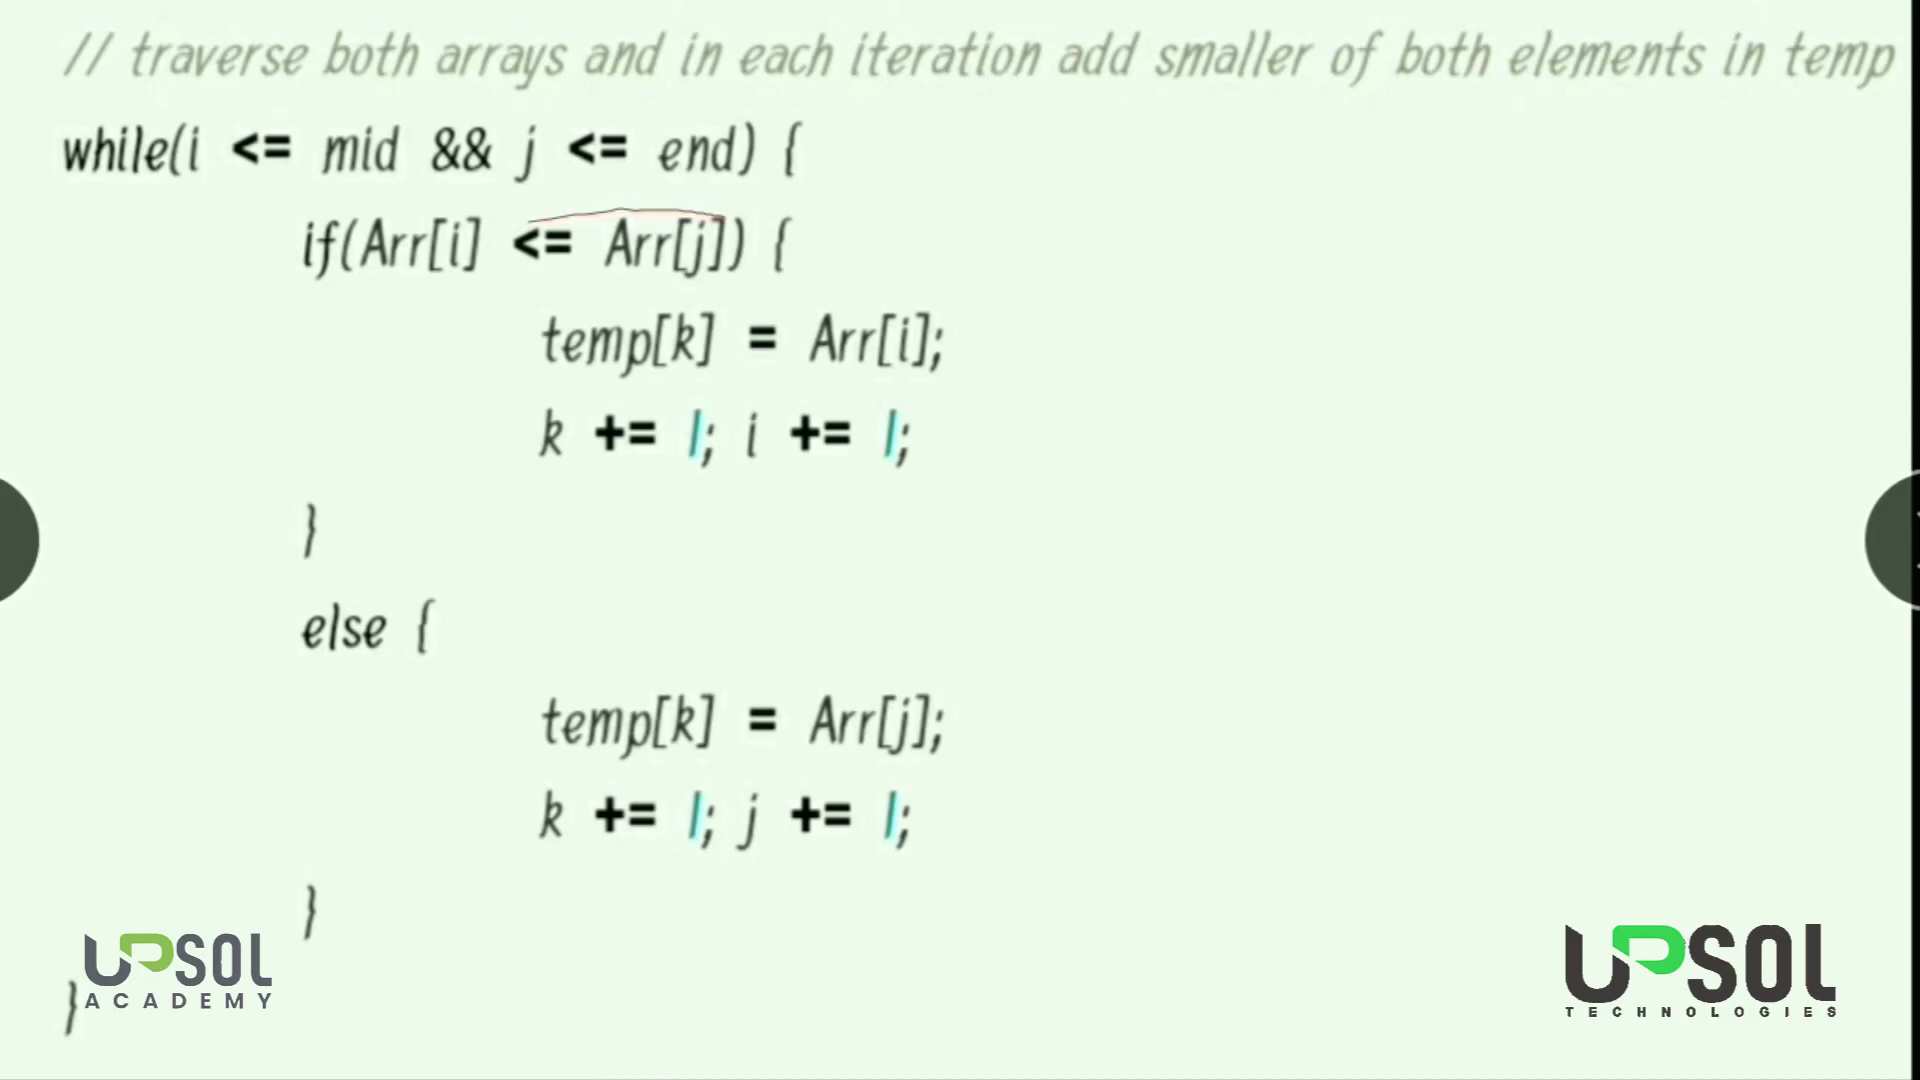 // traverse both arrays and in each iteration add smaller of both elements in temp
while(i <= mid && j <= end) {
if(Arr[i] <= Arr[j]) {
temp[k] = Arr[i];
k += 1; i += 1;
}
else {
temp[k] = Arr[j];
k += 1; j += 1;
}
}
UPSOL
ACADEMY
UPSOL
TECHNOLOGIES